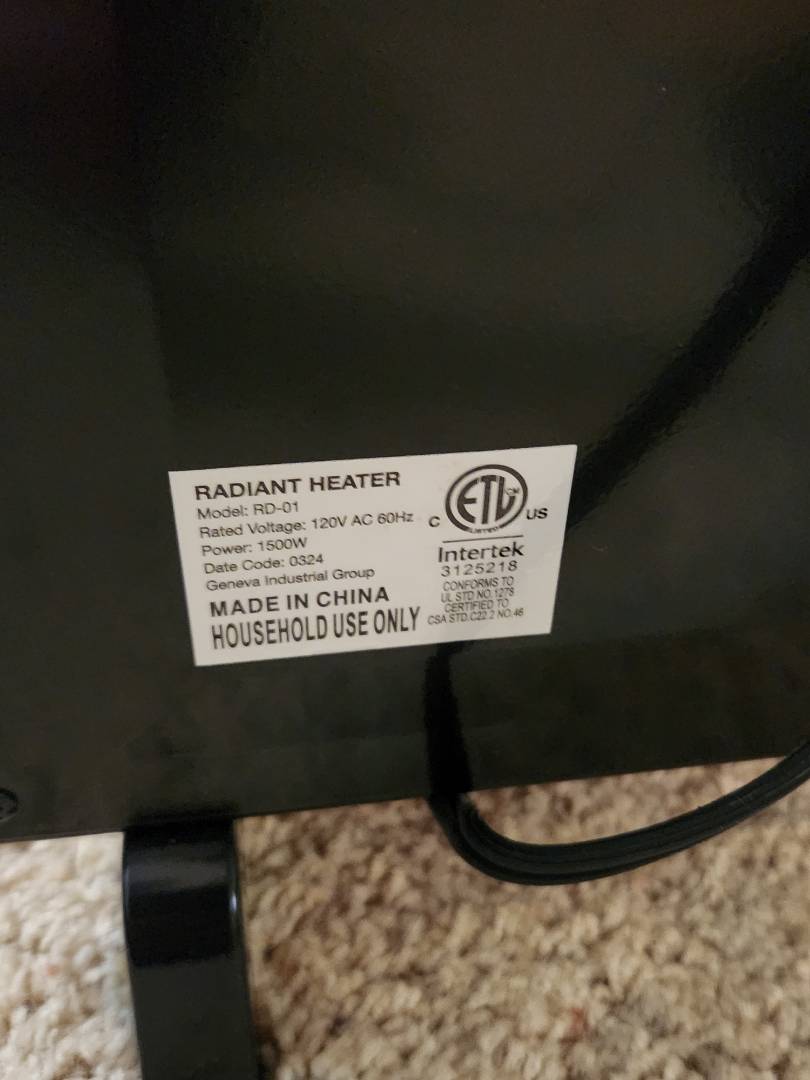 RADIANT HEATER
Model: RD-01
Rated Voltage: 120V AC 60Hz
Power: 1500W
Date Code: 0324
Geneva Industrial Group
MADE IN CHINA
HOUSEHOLD USE ONLY
C ETL CM US
LISTED
Intertek
3125218
CONFORMS TO
UL STD NO.1278
CERTIFIED TO
CSA STD.C22.2 NO.46